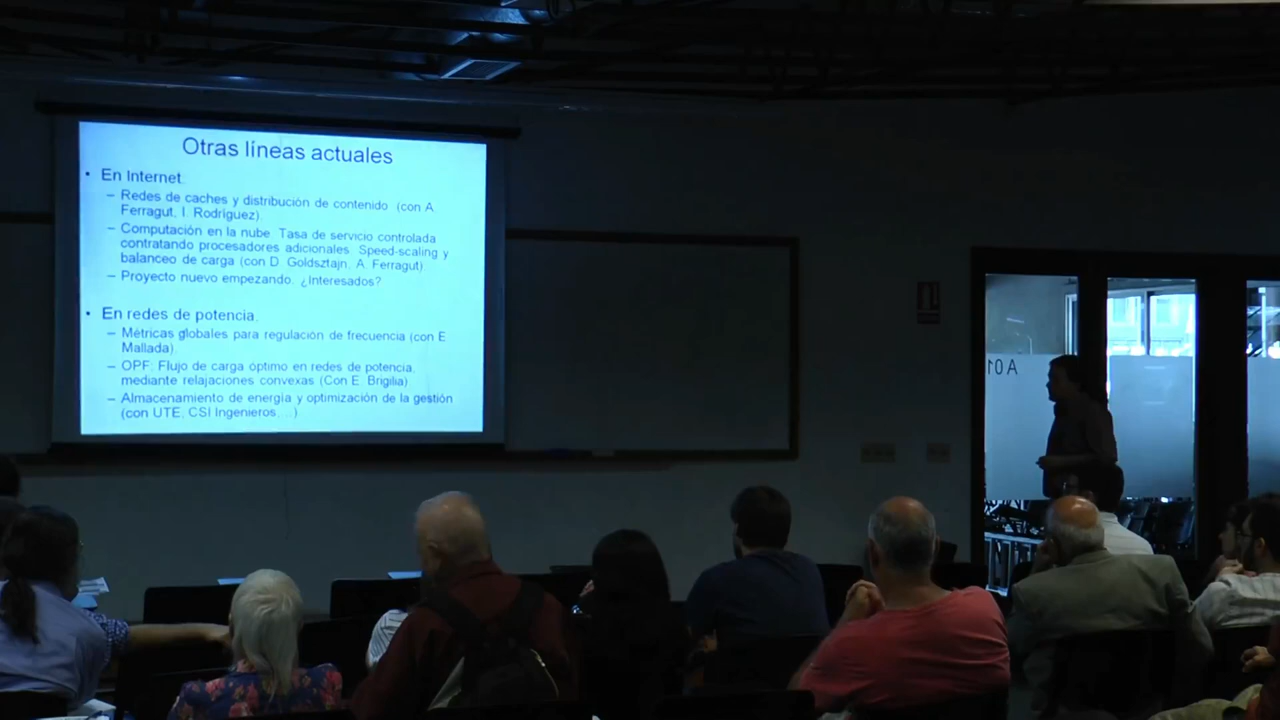 Otras líneas actuales
• En Internet.
– Redes de caches y distribución de contenido (con A.
Ferragut, I. Rodríguez).
– Computación en la nube. Tasa de servicio controlada
contratando procesadores adicionales. Speed-scaling y
balanceo de carga (con D. Goldsztajn, A. Ferragut).
– Proyecto nuevo empezando. ¿Interesados?
• En redes de potencia.
– Métricas globales para regulación de frecuencia (con E.
Mallada).
– OPF: Flujo de carga óptimo en redes de potencia,
mediante relajaciones convexas (Con E. Brigilia)
– Almacenamiento de energía y optimización de la gestión
(con UTE, CSI Ingenieros,...)
A 01